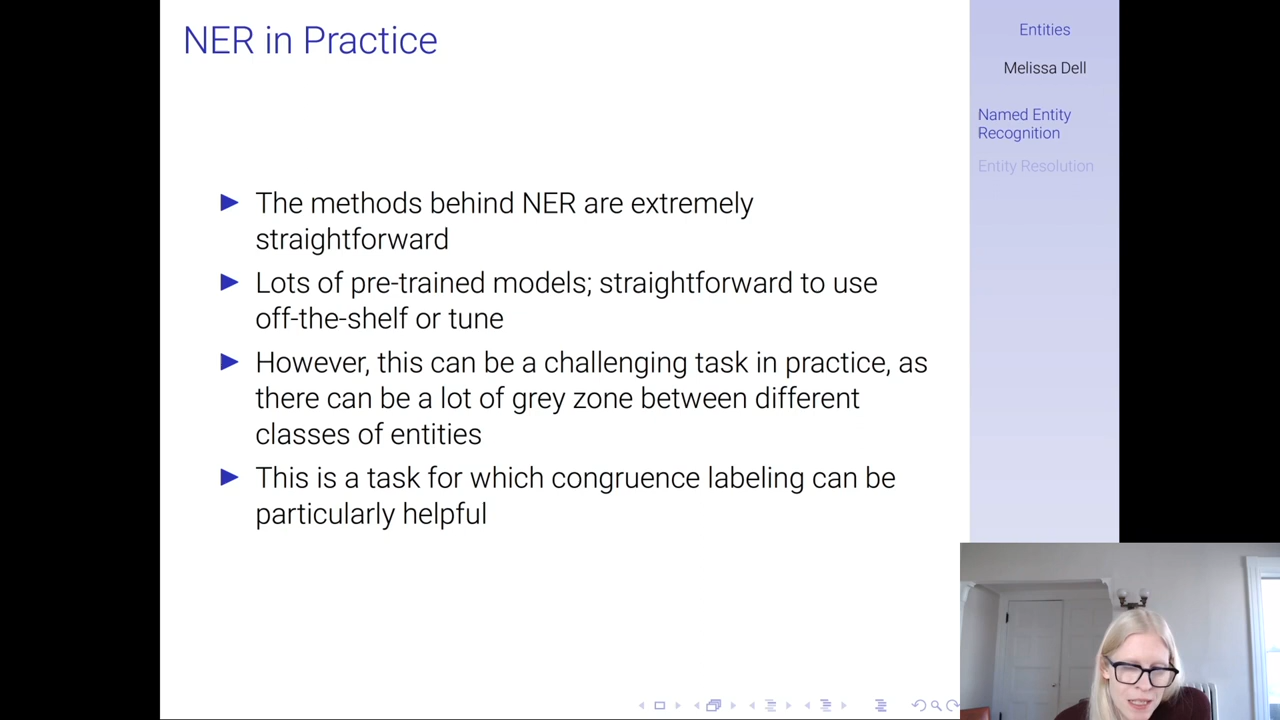 NER in Practice
The methods behind NER are extremely
straightforward
Lots of pre-trained models; straightforward to use
off-the-shelf or tune
However, this can be a challenging task in practice, as
there can be a lot of grey zone between different
classes of entities
This is a task for which congruence labeling can be
particularly helpful
Entities
Melissa Dell
Named Entity
Recognition
Entity Resolution